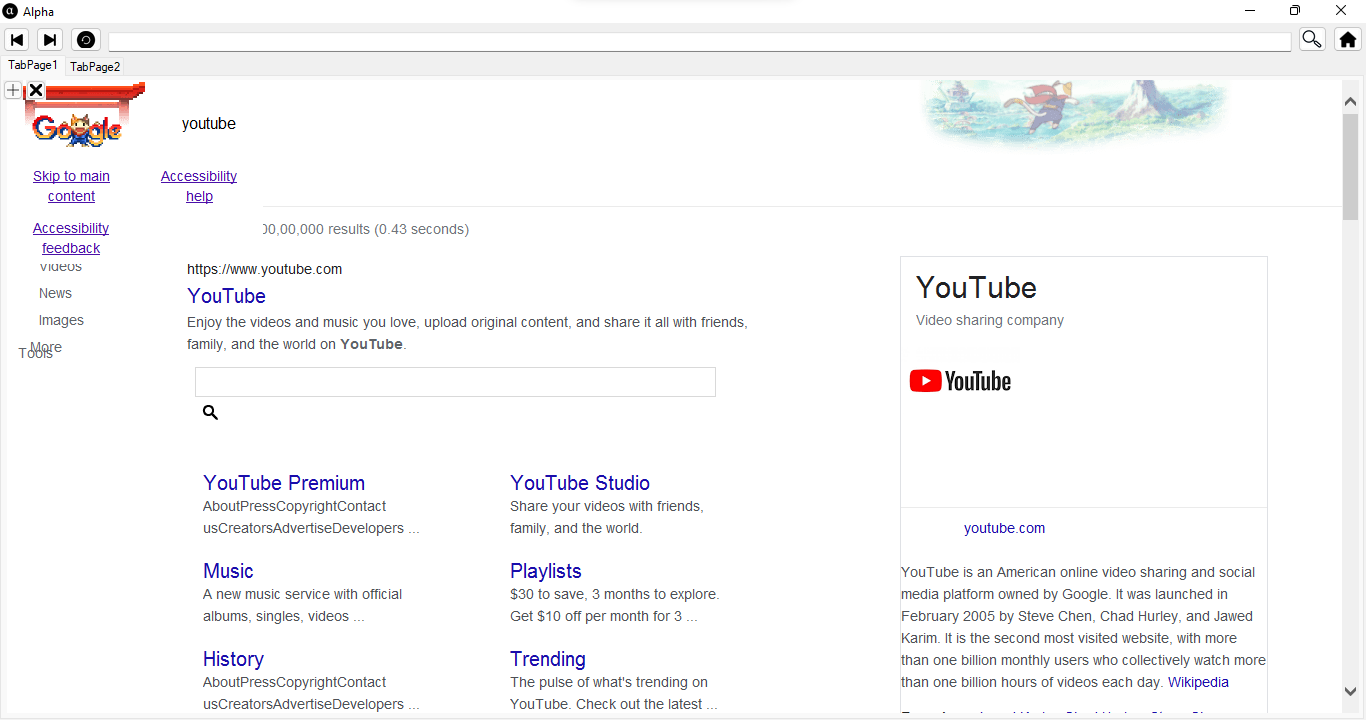 Alpha
TabPage1 TabPage2
Google
youtube
Skip to main
content
Accessibility
help
Accessibility
feedback
Videos
News
Images
More
Tools
00,00,000 results (0.43 seconds)
https://www.youtube.com
YouTube
Enjoy the videos and music you love, upload original content, and share it all with friends,
family, and the world on YouTube.
YouTube Premium
AboutPressCopyrightContact
usCreatorsAdvertiseDevelopers ...
YouTube Studio
Share your videos with friends,
family, and the world.
Music
A new music service with official
albums, singles, videos ...
Playlists
$30 to save, 3 months to explore.
Get $10 off per month for 3 ...
History
AboutPressCopyrightContact
usCreatorsAdvertiseDevelopers ...
Trending
The pulse of what's trending on
YouTube. Check out the latest ...
YouTube
Video sharing company
YouTube
youtube.com
YouTube is an American online video sharing and social
media platform owned by Google. It was launched in
February 2005 by Steve Chen, Chad Hurley, and Jawed
Karim. It is the second most visited website, with more
than one billion monthly users who collectively watch more
than one billion hours of videos each day. Wikipedia